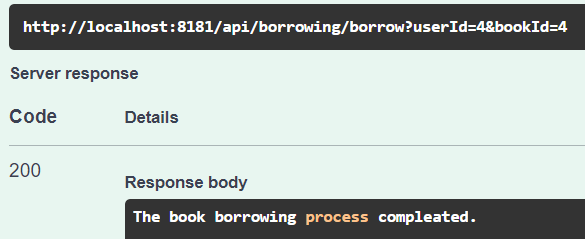 http://localhost:8181/api/borrowing/borrow?userId=4&bookId=4
Server response
Code Details
200
Response body
The book borrowing process compleated.